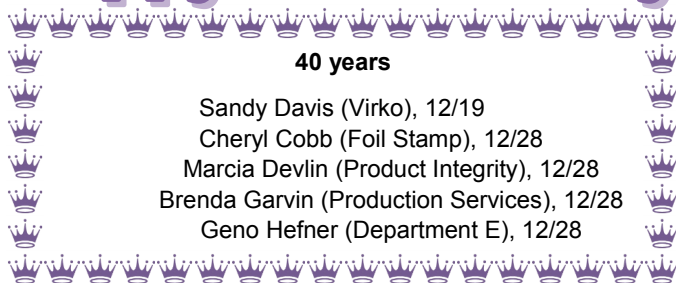 40 years
Sandy Davis (Virko), 12/19
Cheryl Cobb (Foil Stamp), 12/28
Marcia Devlin (Product Integrity), 12/28
Brenda Garvin (Production Services), 12/28
Geno Hefner (Department E), 12/28